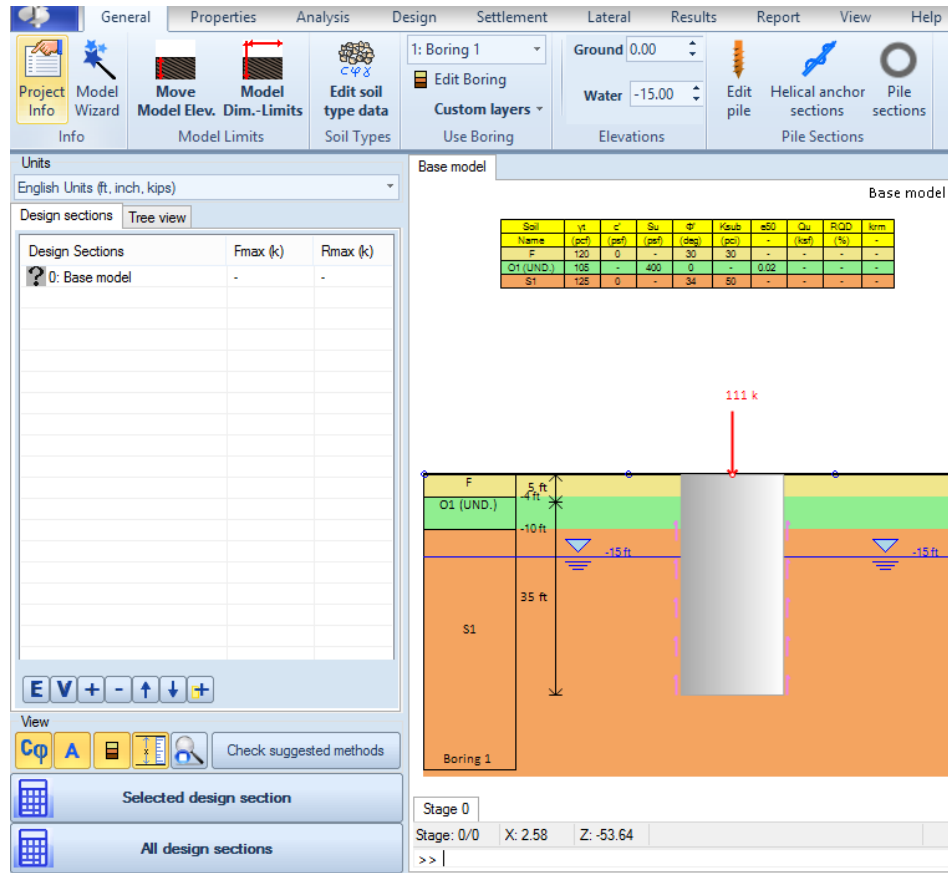 General Properties Analysis Design Settlement Lateral Results Report View Help
Project Info
Model Wizard
Info
Move Model Elev.
Model Dim.-Limits
Model Limits
cφγ
Edit soil type data
Soil Types
1: Boring 1
Edit Boring
Custom layers
Use Boring
Ground 0.00
Water -15.00
Elevations
Edit pile
Helical anchor sections
Pile sections
Pile Sections
Units
English Units (ft, inch, kips)
Design sections Tree view
Design Sections Fmax (k) Rmax (k)
? 0: Base model - -
E V + - +
View
Cφ A x Check suggested methods
Selected design section
All design sections
Base model
Base model
Soil γt c' Su Φ' Ksub e50 Qu RQD krm
Name (pcf) (psf) (psf) (deg) (pci) - (ksf) (%) -
F 120 0 - 30 30 - - - -
O1 (UND.) 105 - 400 0 - 0.02 - - -
S1 125 0 - 34 50 - - - -
111 k
F
5 ft
-4 ft
O1 (UND.)
-10 ft
-15 ft
-15 ft
35 ft
S1
Boring 1
Stage 0
Stage: 0/0 X: 2.58 Z: -53.64
>>